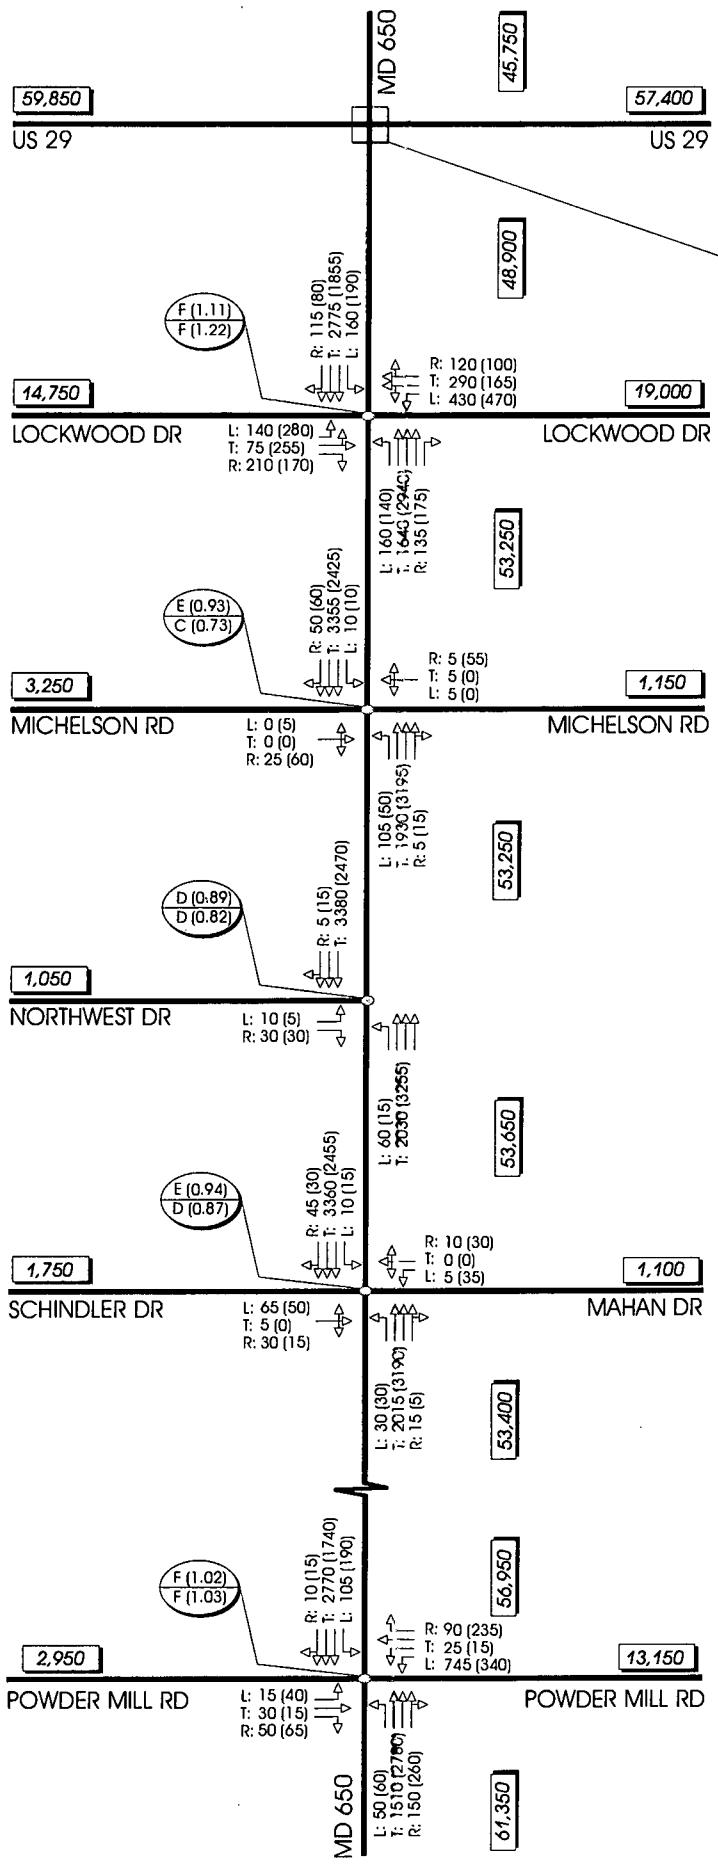 MD 650
45,750
59,850
57,400
US 29
US 29
48,900
R: 115 (80)
T: 2775 (1855)
L: 160 (190)
F (1.11)
F (1.22)
R: 120 (100)
T: 290 (165)
L: 430 (470)
14,750
19,000
LOCKWOOD DR
LOCKWOOD DR
L: 140 (280)
T: 75 (255)
R: 210 (170)
L: 160 (140)
T: 1640 (2940)
R: 135 (175)
53,250
R: 50 (60)
T: 3355 (2425)
L: 10 (10)
E (0.93)
C (0.73)
R: 5 (55)
T: 5 (0)
L: 5 (0)
3,250
1,150
MICHELSON RD
MICHELSON RD
L: 0 (5)
T: 0 (0)
R: 25 (60)
L: 105 (50)
T: 1930 (3195)
R: 5 (15)
53,250
R: 5 (15)
T: 3380 (2470)
D (0.89)
D (0.82)
1,050
NORTHWEST DR
L: 10 (5)
R: 30 (30)
L: 60 (15)
T: 2030 (3255)
53,650
R: 45 (30)
T: 3360 (2455)
L: 10 (15)
E (0.94)
D (0.87)
R: 10 (30)
T: 0 (0)
L: 5 (35)
1,750
1,100
SCHINDLER DR
MAHAN DR
L: 65 (50)
T: 5 (0)
R: 30 (15)
L: 30 (30)
T: 2015 (3190)
R: 15 (5)
53,400
R: 10 (15)
T: 2770 (1740)
L: 105 (190)
56,950
F (1.02)
F (1.03)
R: 90 (235)
T: 25 (15)
L: 745 (340)
2,950
13,150
POWDER MILL RD
POWDER MILL RD
L: 15 (40)
T: 30 (15)
R: 50 (65)
L: 50 (60)
T: 1510 (2780)
R: 150 (260)
MD 650
61,350